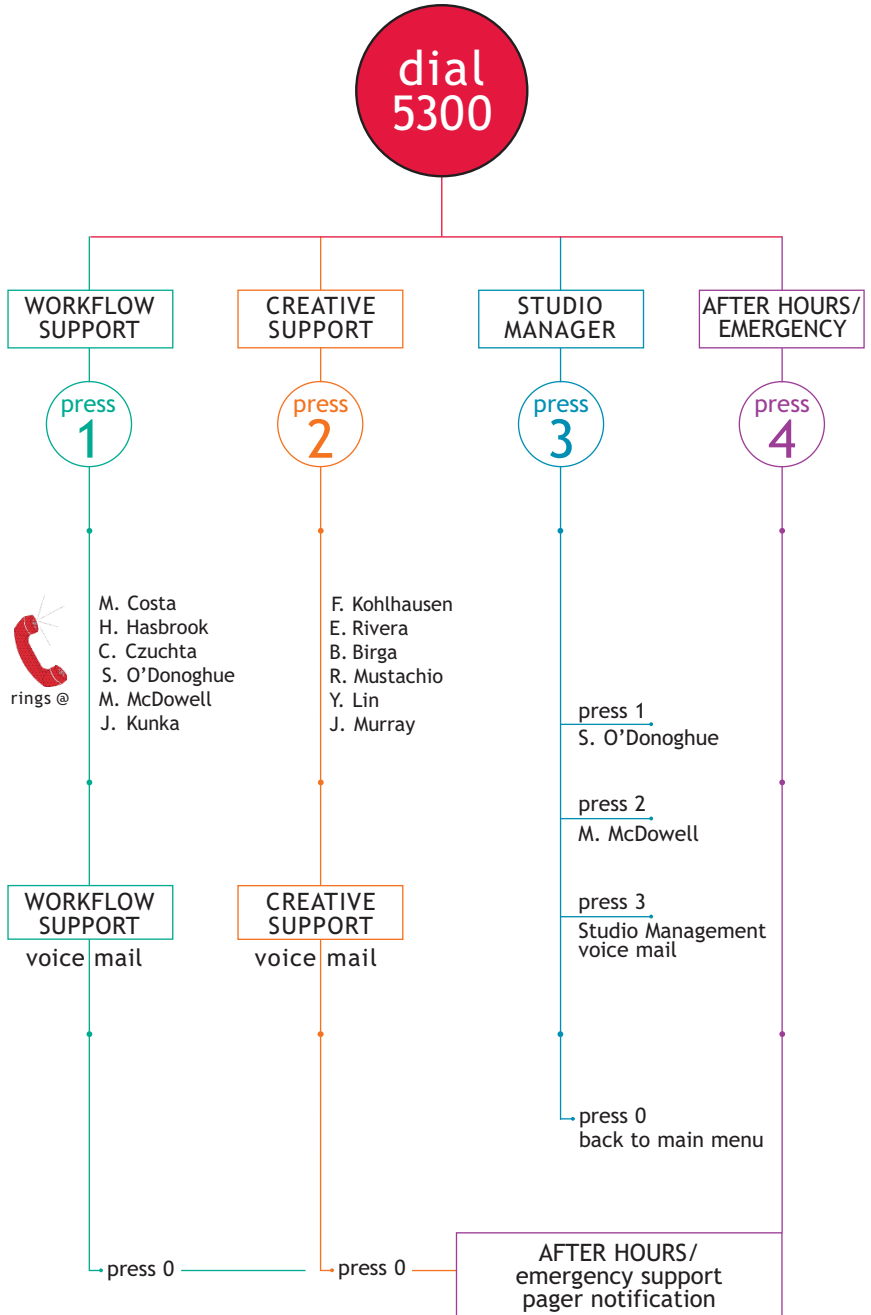 dial
5300
WORKFLOW
SUPPORT
CREATIVE
SUPPORT
STUDIO
MANAGER
AFTER HOURS/
EMERGENCY
press
1
press
2
press
3
press
4
rings @
M. Costa
H. Hasbrook
C. Czuchta
S. O’Donoghue
M. McDowell
J. Kunka
F. Kohlhausen
E. Rivera
B. Birga
R. Mustachio
Y. Lin
J. Murray
press 1
S. O’Donoghue
press 2
M. McDowell
press 3
Studio Management
voice mail
WORKFLOW
SUPPORT
voice mail
CREATIVE
SUPPORT
voice mail
press 0
back to main menu
press 0
press 0
AFTER HOURS/
emergency support
pager notification